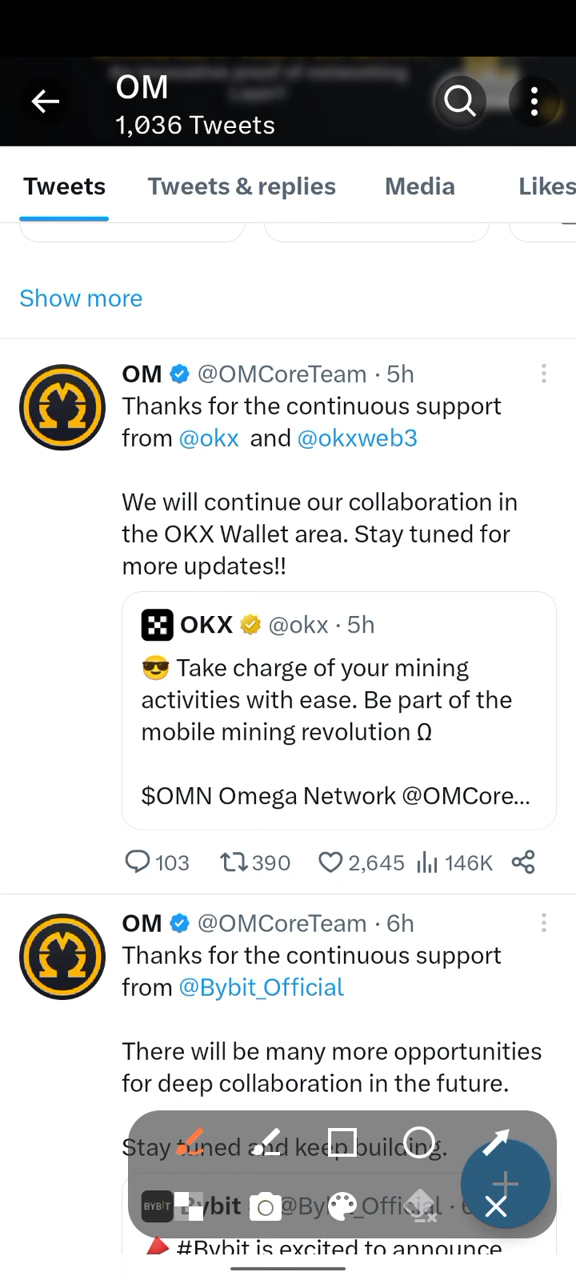 OM
1,036 Tweets
Tweets Tweets & replies Media Likes
Show more
OM @OMCoreTeam · 5h
Thanks for the continuous support
from @okx and @okxweb3
We will continue our collaboration in
the OKX Wallet area. Stay tuned for
more updates!!
OKX @okx · 5h
😎 Take charge of your mining
activities with ease. Be part of the
mobile mining revolution Ω
$OMN Omega Network @OMCore...
103 390 2,645 146K
OM @OMCoreTeam · 6h
Thanks for the continuous support
from @Bybit_Official
There will be many more opportunities
for deep collaboration in the future.
Stay tuned and keep building.
Bybit @Bybit_Official ·
#Bybit is excited to announce